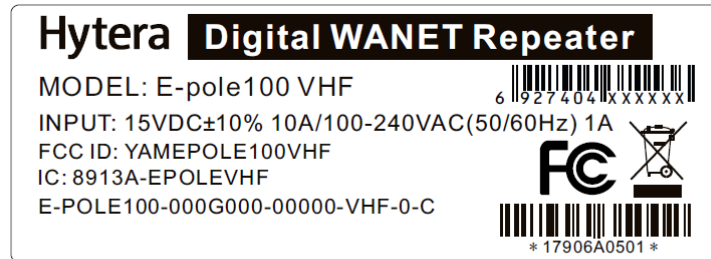 Hytera Digital WANET Repeater
MODEL: E-pole100 VHF
6 927404 XXXXXX
INPUT: 15VDC±10% 10A/100-240VAC(50/60Hz) 1A
FCC ID: YAMEPOLE100VHF
FC
IC: 8913A-EPOLEVHF
E-POLE100-000G000-00000-VHF-0-C
*17906A0501*